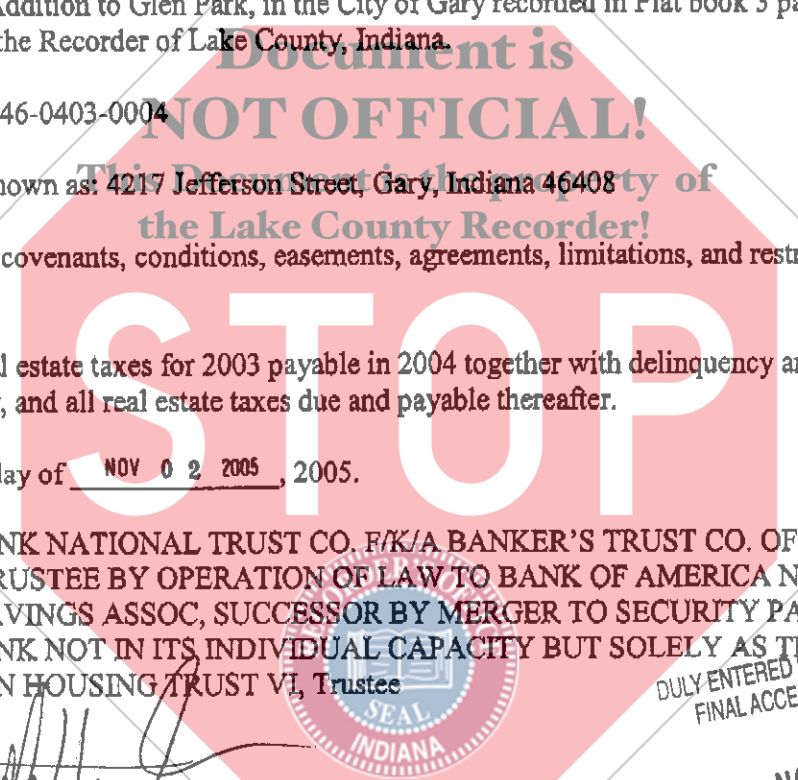 Addition to Glen Park, in the City of Gary recorded in Plat book 3 pa
the Recorder of Lake County, Indiana.
Document is
46-0403-0004
NOT OFFICIAL!
nown as: 4217 Jefferson Street, Gary, Indiana 46408
This Document is the property of
the Lake County Recorder!
covenants, conditions, easements, agreements, limitations, and restr
STOP
l estate taxes for 2003 payable in 2004 together with delinquency a
, and all real estate taxes due and payable thereafter.
day of NOV 02 2005, 2005.
NK NATIONAL TRUST CO. F/K/A BANKER'S TRUST CO. OF
RUSTEE BY OPERATION OF LAW TO BANK OF AMERICA N
VINGS ASSOC, SUCCESSOR BY MERGER TO SECURITY PA
NK NOT IN ITS INDIVIDUAL CAPACITY BUT SOLELY AS T
N HOUSING TRUST VI, Trustee
SEAL
INDIANA
DULY ENTERED
FINAL ACCE